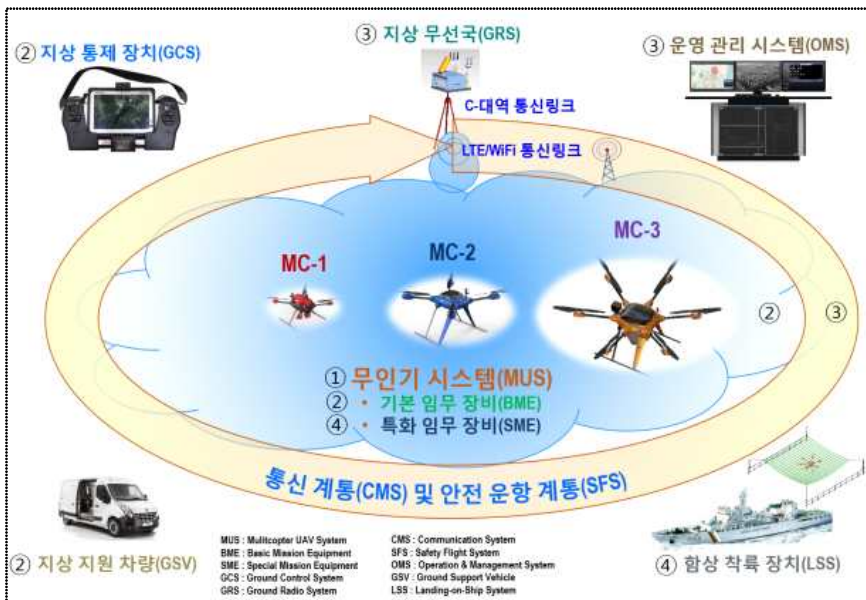 ③ 지상 무선국(GRS)
② 지상 통제 장치(GCS)
③ 운영 관리 시스템(OMS)
C-대역 통신링크
LTE/WiFi 통신링크
MC-1
MC-2
MC-3
②
③
① 무인기 시스템(MUS)
② • 기본 임무 장비(BME)
④ • 특화 임무 장비(SME)
통신 계통(CMS) 및 안전 운항 계통(SFS)
② 지상 지원 차량(GSV)
④ 함상 착륙 장치(LSS)
MUS : Mulitcopter UAV System
BME : Basic Mission Equipment
SME : Special Mission Equipment
GCS : Ground Control System
GRS : Ground Radio System
CMS : Communication System
SFS : Safety Flight System
OMS : Operation & Management System
GSV : Ground Support Vehicle
LSS : Landing-on-Ship System